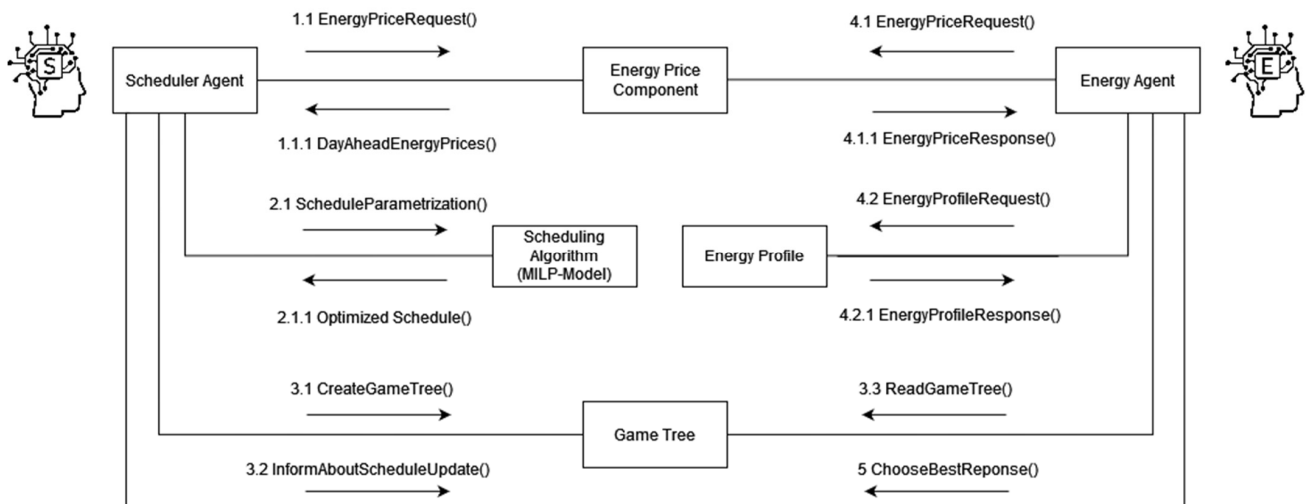 1.1 EnergyPriceRequest()
4.1 EnergyPriceRequest()
S
Scheduler Agent
Energy Price
Component
Energy Agent
E
1.1.1 DayAheadEnergyPrices()
4.1.1 EnergyPriceResponse()
2.1 ScheduleParametrization()
4.2 EnergyProfileRequest()
Scheduling
Algorithm
(MILP-Model)
Energy Profile
2.1.1 Optimized Schedule()
4.2.1 EnergyProfileResponse()
3.1 CreateGameTree()
3.3 ReadGameTree()
Game Tree
3.2 InformAboutScheduleUpdate()
5 ChooseBestReponse()